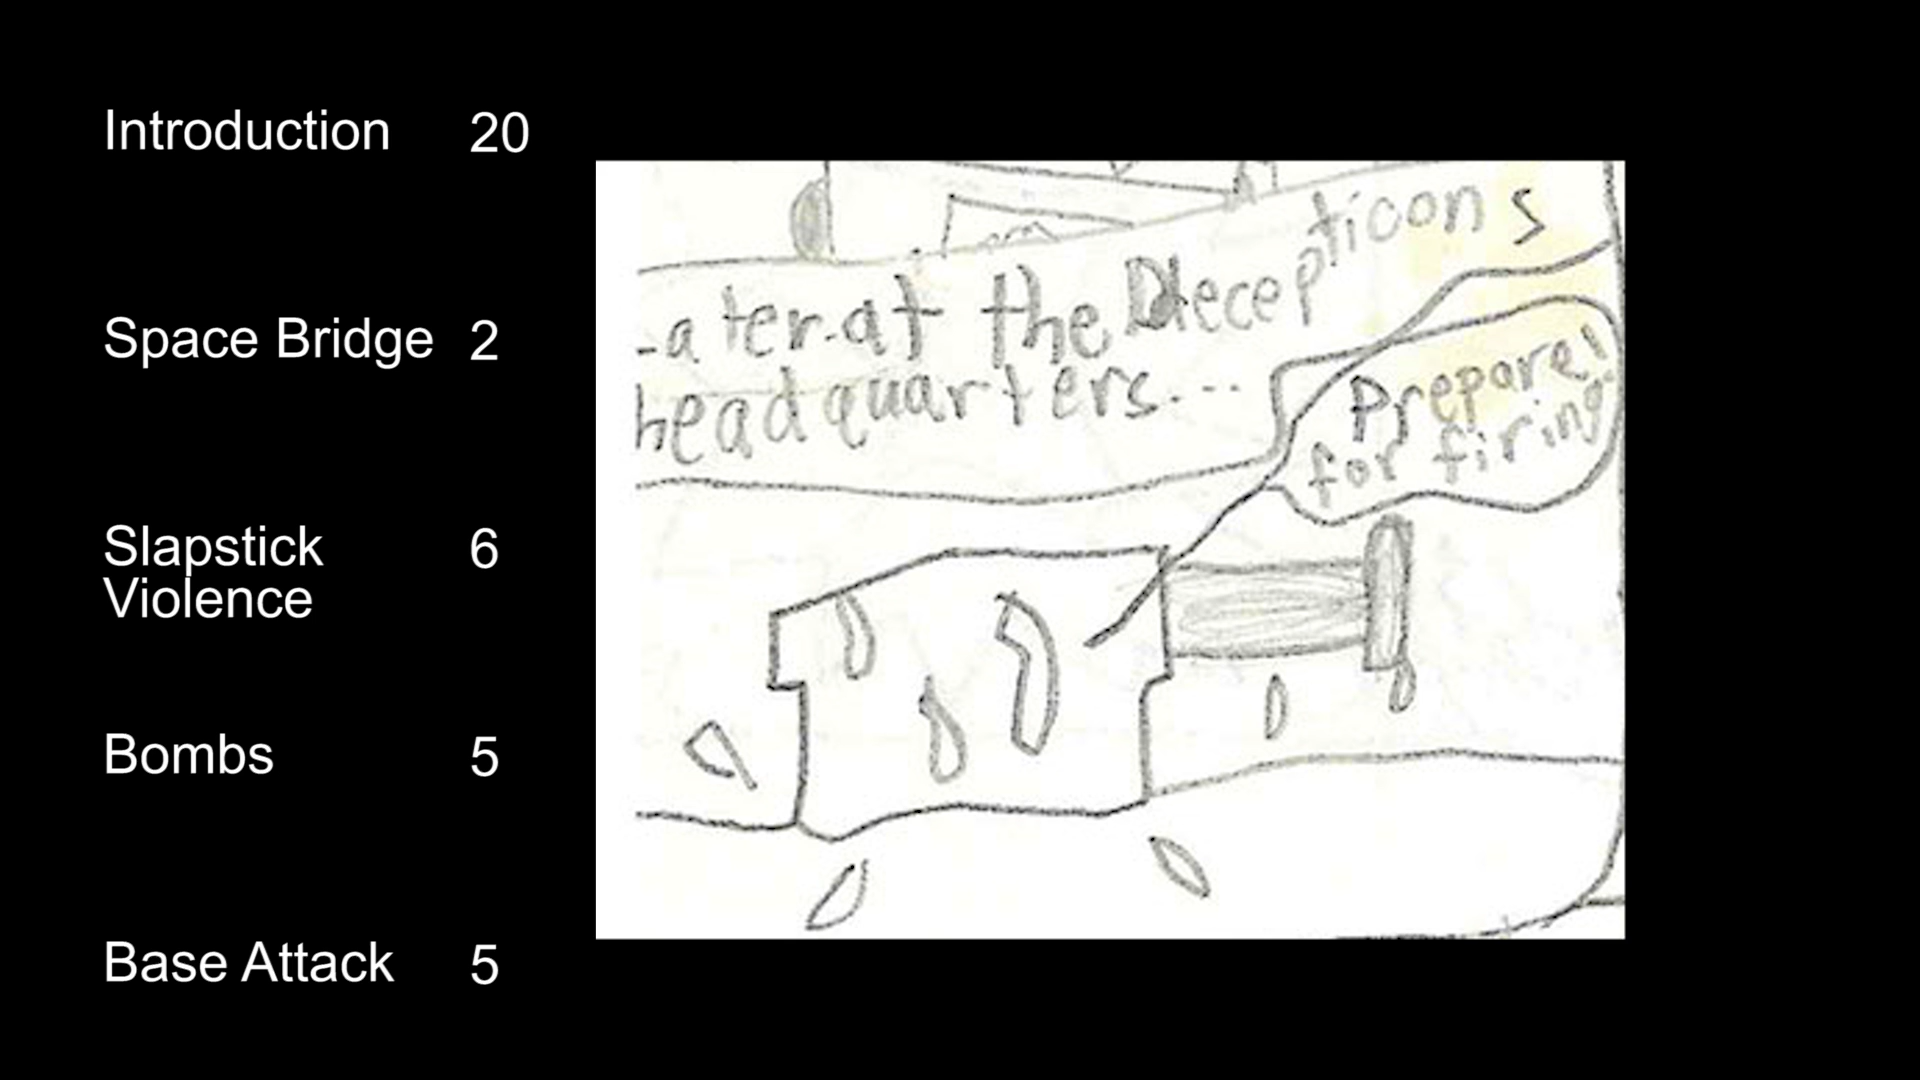 Introduction 20
Space Bridge 2
Slapstick 6
Violence
Bombs 5
Base Attack 5
-ater at the Decepticons
headquarters...
Prepare!
for firing